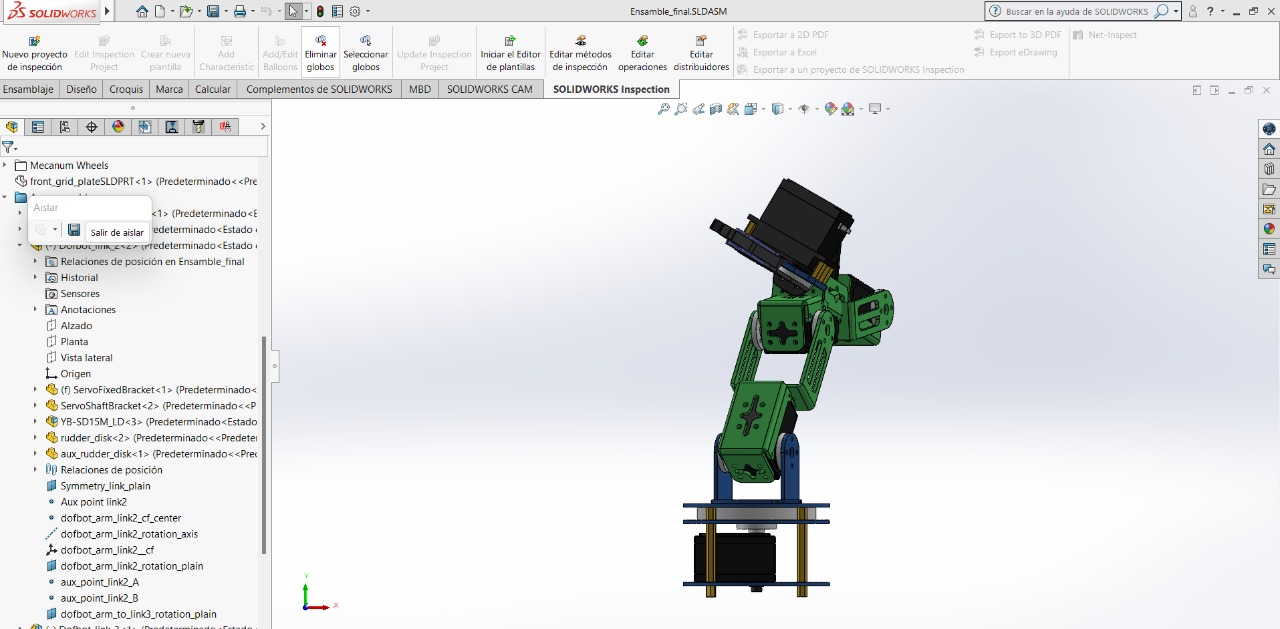 SOLIDWORKS
Ensamble_final.SLDASM
Buscar en la ayuda de SOLIDWORKS
Nuevo proyecto de inspección
Edit Inspection Project
Crear nueva plantilla
Add Characteristic
Add/Edit Balloons
Eliminar globos
Seleccionar globos
Update Inspection Project
Iniciar el Editor de plantillas
Editar métodos de inspección
Editar operaciones
Editar distribuidores
Exportar a 2D PDF
Exportar a Excel
Exportar a un proyecto de SOLIDWORKS Inspection
Export to 3D PDF
Export eDrawing
Net-Inspect
Ensamblaje Diseño Croquis Marca Calcular Complementos de SOLIDWORKS MBD SOLIDWORKS CAM SOLIDWORKS Inspection
Mecanum Wheels
front_grid_plateSLDPRT<1> (Predeterminado<<Pre
Aislar
<1> (Predeterminado<E
Salir de aislar
redeterminado<Estado
(-) Dofbot_link_2<2> (Predeterminado<Estado
Relaciones de posición en Ensamble_final
Historial
Sensores
Anotaciones
Alzado
Planta
Vista lateral
Origen
(f) ServoFixedBracket<1> (Predeterminado<
ServoShaftBracket<2> (Predeterminado<<P
YB-SD15M_LD<3> (Predeterminado<Estado
rudder_disk<2> (Predeterminado<<Predeter
aux_rudder_disk<1> (Predeterminado<<Pre
Relaciones de posición
Symmetry_link_plain
Aux point link2
dofbot_arm_link2_cf_center
dofbot_arm_link2_rotation_axis
dofbot_arm_link2__cf
dofbot_arm_link2_rotation_plain
aux_point_link2_A
aux_point_link2_B
dofbot_arm_to_link3_rotation_plain
Y
X